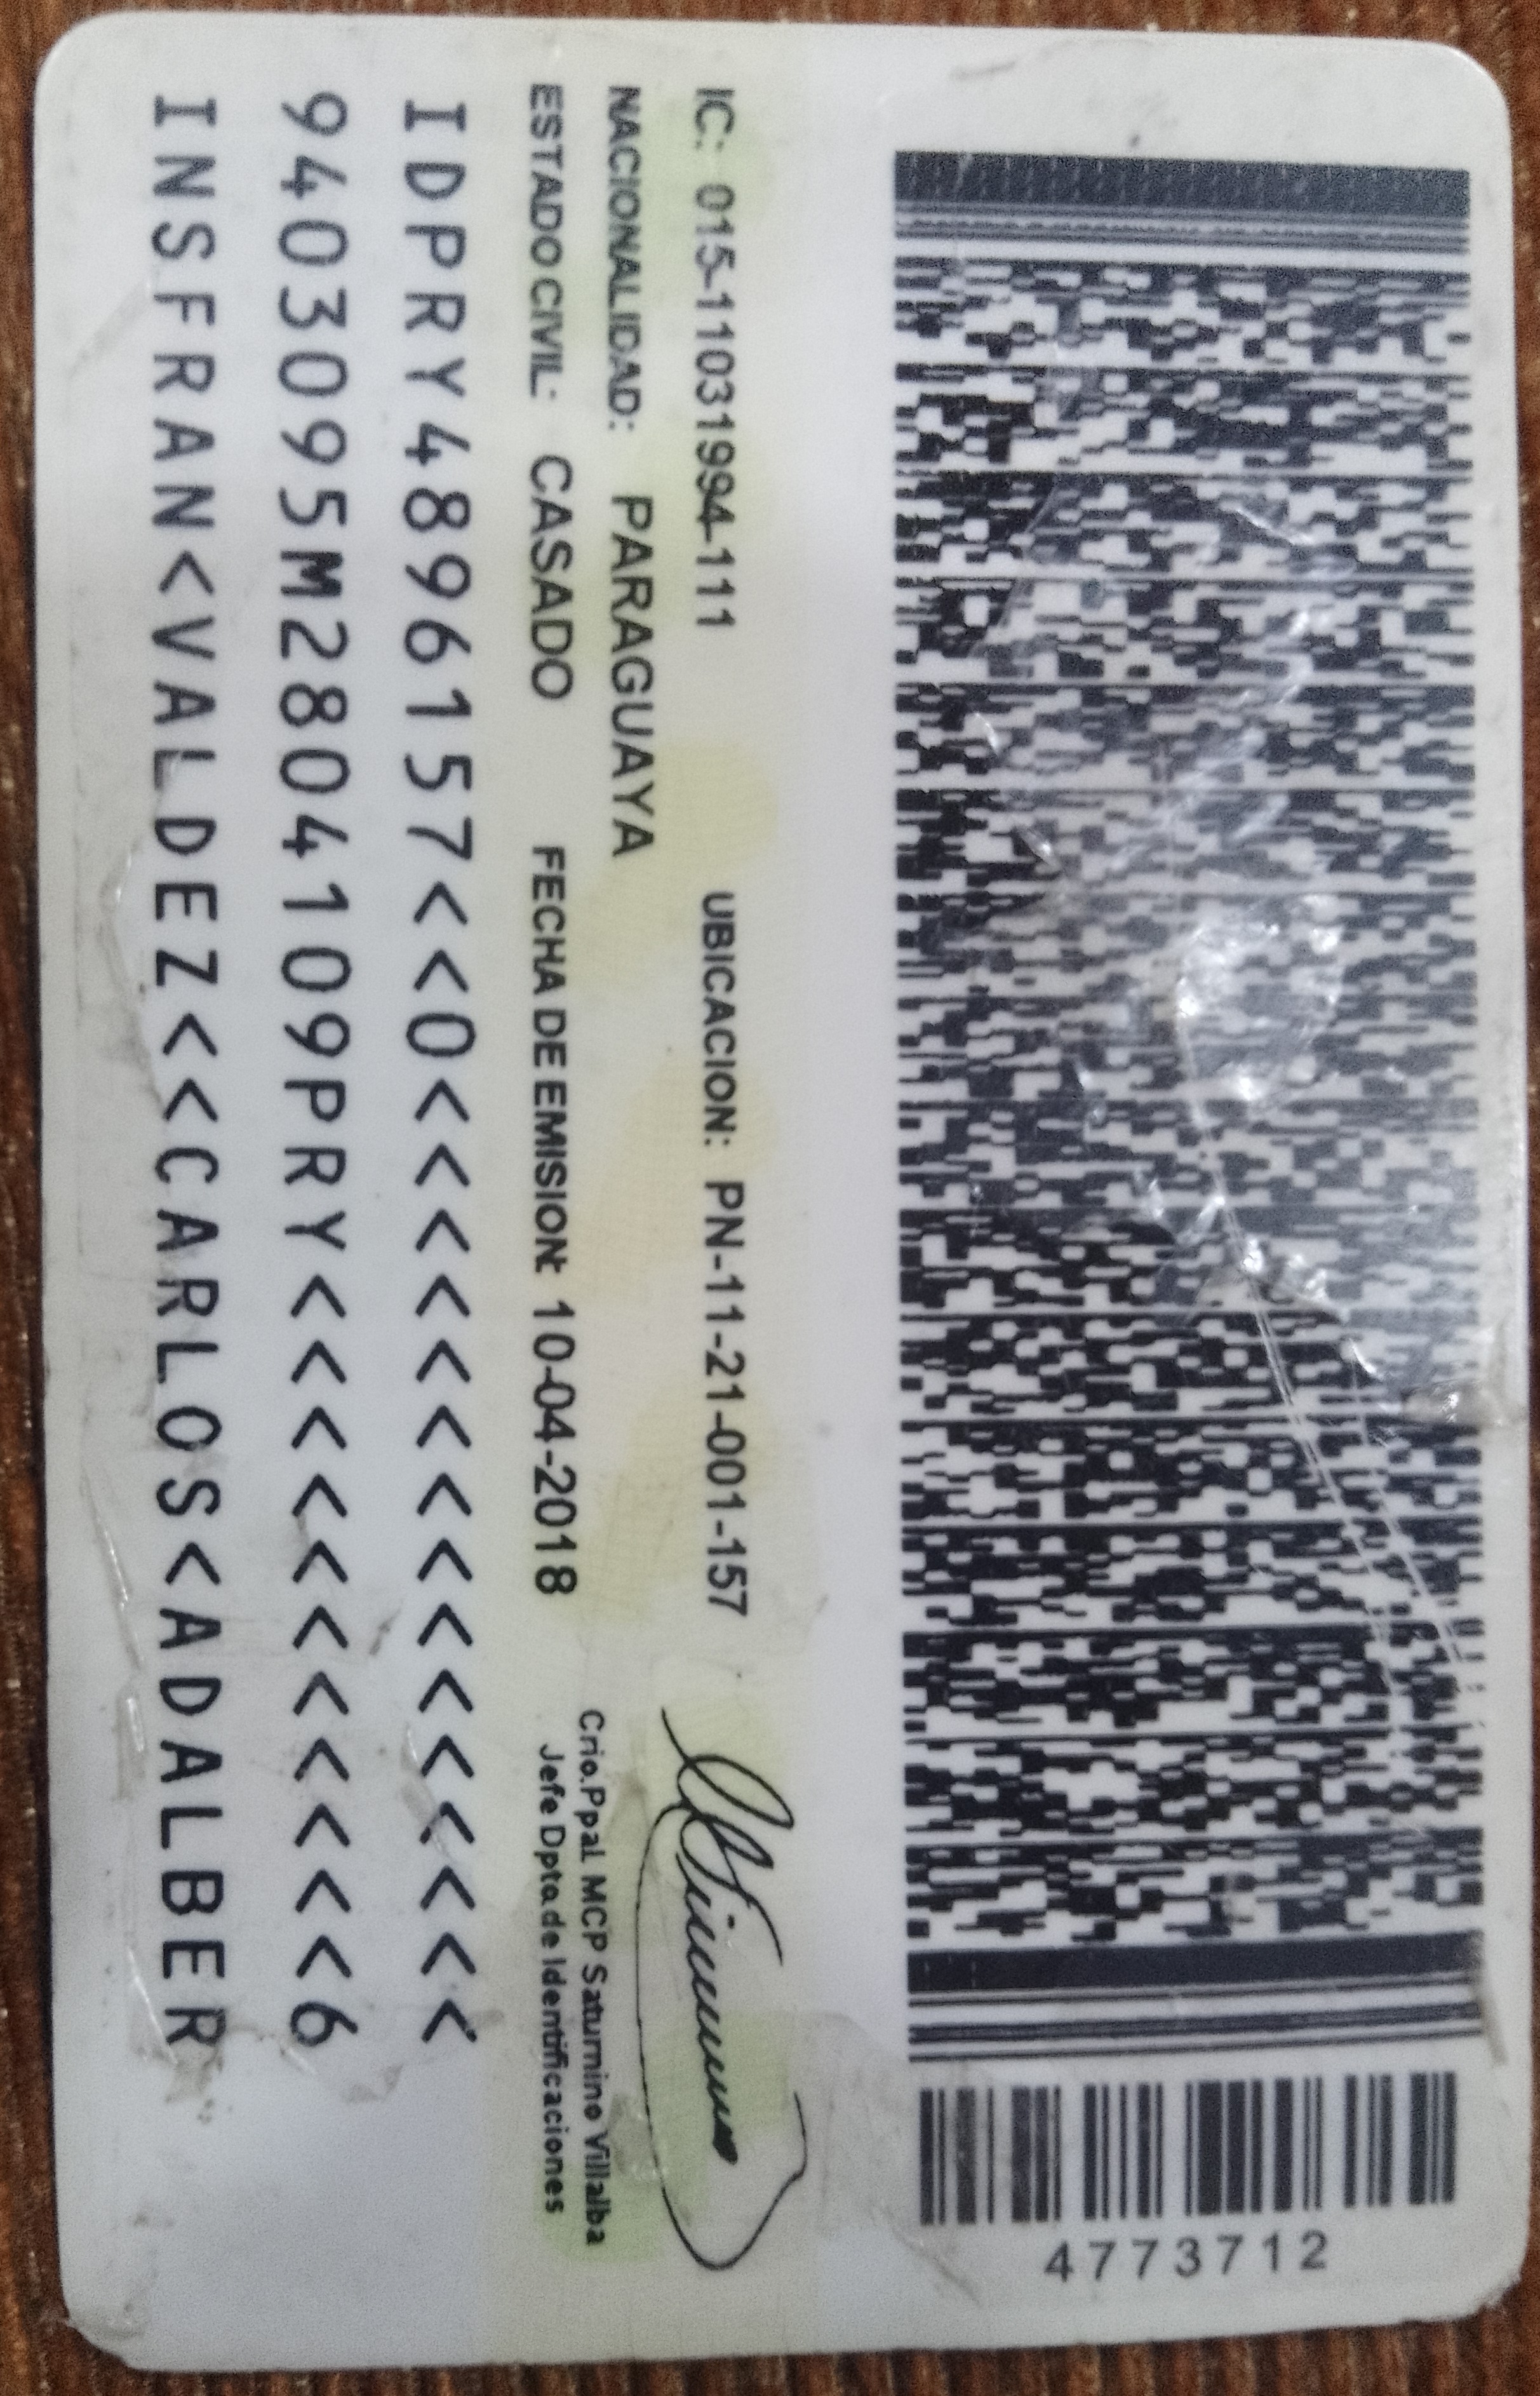 4773712
IC: 015-11031994-111 UBICACION: PN-11-21-001-157
NACIONALIDAD: PARAGUAYA
ESTADO CIVIL: CASADO FECHA DE EMISION: 10-04-2018
Crio.Ppal MCP Saturnino Villalba
Jefe Dpto.de Identificaciones
IDPRY4896157<<0<<<<<<<<<<<<<<<
9403095M2804109PRY<<<<<<<<<<<6
INSFRAN<VALDEZ<<CARLOS<ADALBER